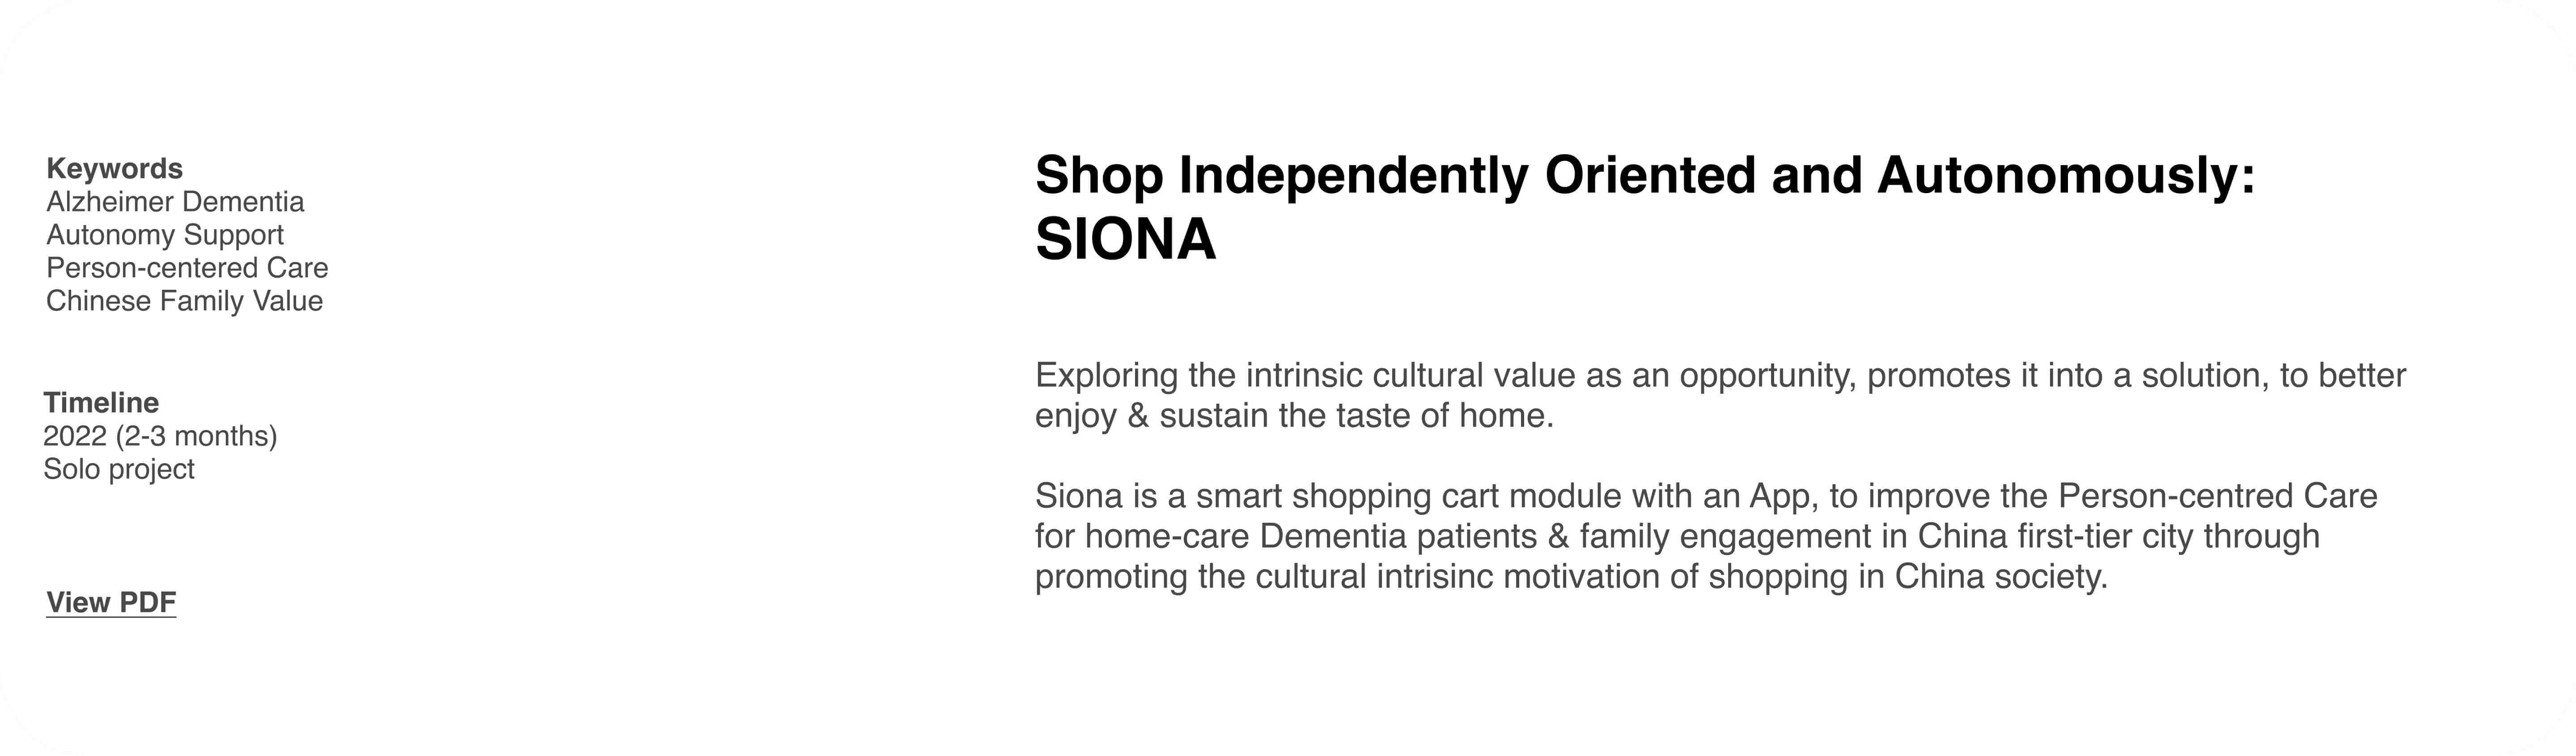 Keywords
Alzheimer Dementia
Autonomy Support
Person-centered Care
Chinese Family Value
Timeline
2022 (2-3 months)
Solo project
View PDF
Shop Independently Oriented and Autonomously:
SIONA
Exploring the intrinsic cultural value as an opportunity, promotes it into a solution, to better
enjoy & sustain the taste of home.
Siona is a smart shopping cart module with an App, to improve the Person-centred Care
for home-care Dementia patients & family engagement in China first-tier city through
promoting the cultural intrisinc motivation of shopping in China society.